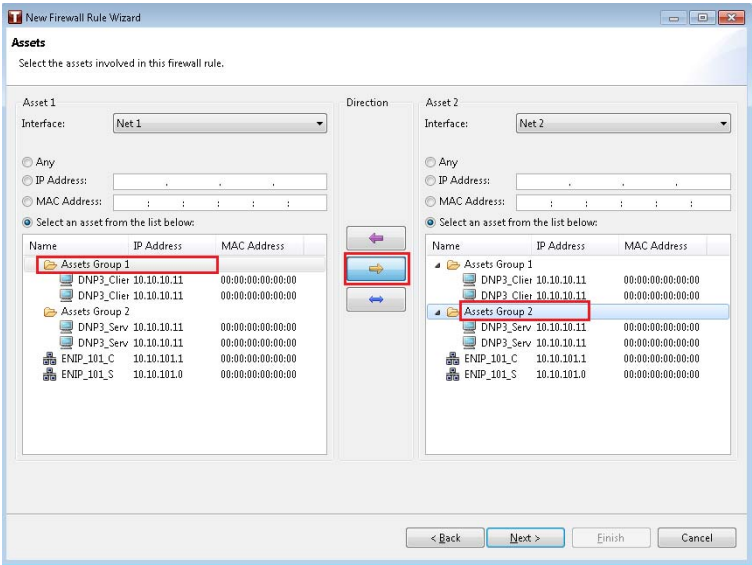 New Firewall Rule Wizard
Assets
Select the assets involved in this firewall rule.
Asset 1
Interface: Net 1
Any
IP Address: . . .
MAC Address: : : : : :
Select an asset from the list below:
Name IP Address MAC Address
Assets Group 1
DNP3_Clier 10.10.10.11 00:00:00:00:00:00
DNP3_Clier 10.10.10.11 00:00:00:00:00:00
Assets Group 2
DNP3_Serv 10.10.10.11 00:00:00:00:00:00
DNP3_Serv 10.10.10.11 00:00:00:00:00:00
ENIP_101_C 10.10.101.1 00:00:00:00:00:00
ENIP_101_S 10.10.101.0 00:00:00:00:00:00
Direction
Asset 2
Interface: Net 2
Any
IP Address: . . .
MAC Address: : : : : :
Select an asset from the list below:
Name IP Address MAC Address
Assets Group 1
DNP3_Clier 10.10.10.11 00:00:00:00:00:00
DNP3_Clier 10.10.10.11 00:00:00:00:00:00
Assets Group 2
DNP3_Serv 10.10.10.11 00:00:00:00:00:00
DNP3_Serv 10.10.10.11 00:00:00:00:00:00
ENIP_101_C 10.10.101.1 00:00:00:00:00:00
ENIP_101_S 10.10.101.0 00:00:00:00:00:00
< Back Next > Finish Cancel